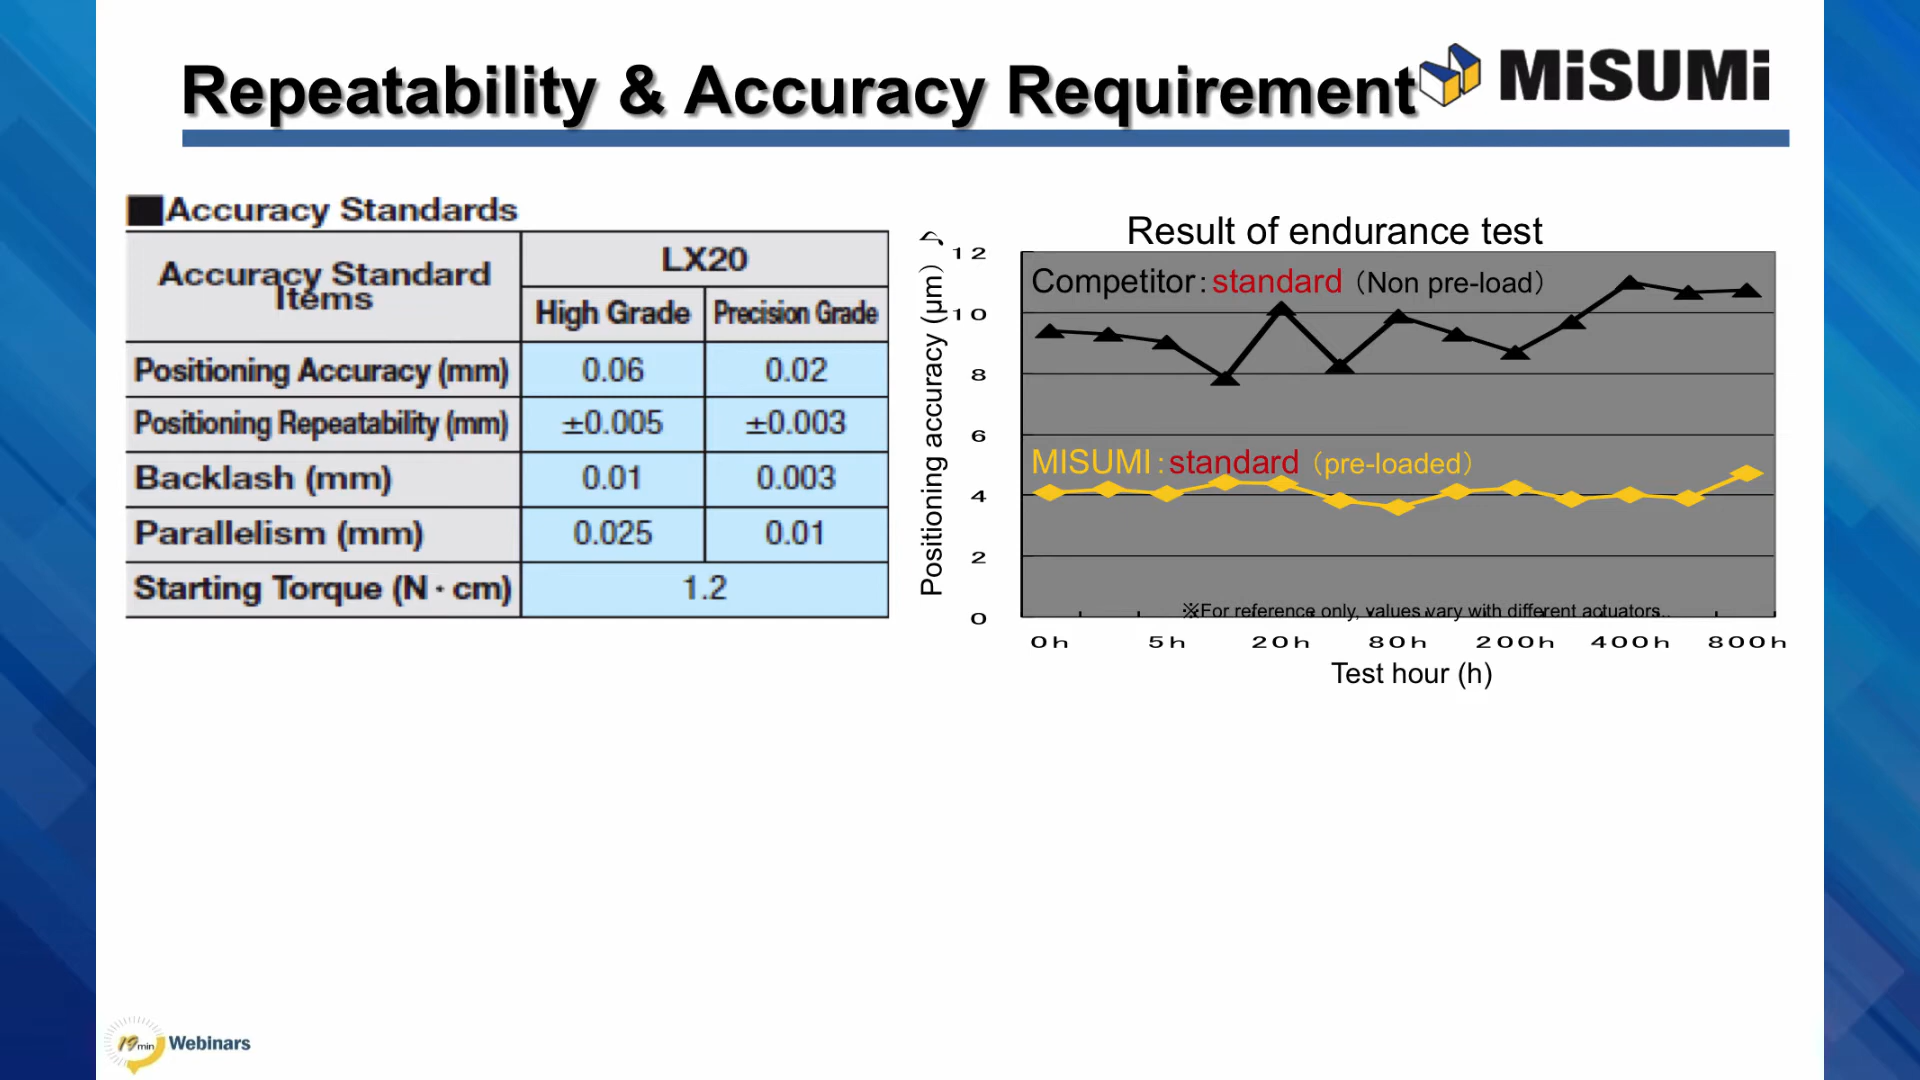 Repeatability & Accuracy Requirement
MiSUMi
■Accuracy Standards
Accuracy Standard Items
LX20
High Grade
Precision Grade
Positioning Accuracy (mm) 0.06 0.02
Positioning Repeatability (mm) ±0.005 ±0.003
Backlash (mm) 0.01 0.003
Parallelism (mm) 0.025 0.01
Starting Torque (N・cm) 1.2
Result of endurance test
Positioning accuracy (μm) ♪
12
10
8
6
4
2
0
Competitor:standard(Non pre-load)
MISUMI:standard(pre-loaded)
※For reference only, values vary with different actuators..
0h 5h 20h 80h 200h 400h 800h
Test hour (h)
19min Webinars